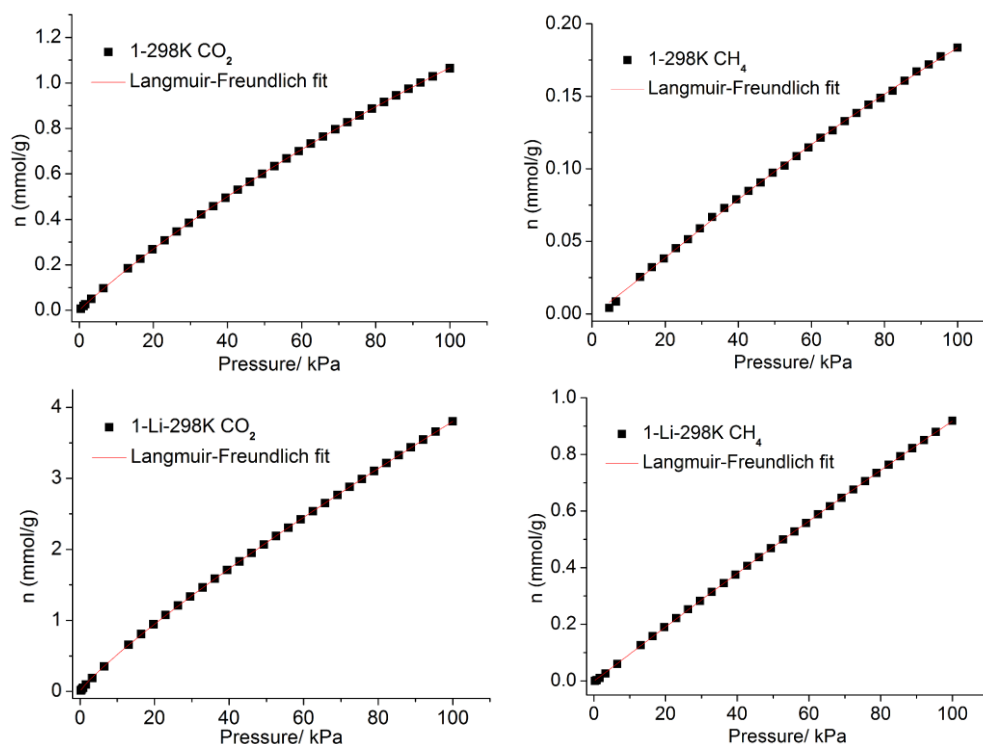 1-298K CO2
Langmuir-Freundlich fit
n (mmol/g)
1.2
1.0
0.8
0.6
0.4
0.2
0.0
0 20 40 60 80 100
Pressure/ kPa
1-298K CH4
Langmuir-Freundlich fit
n (mmol/g)
0.20
0.15
0.10
0.05
0.00
0 20 40 60 80 100
Pressure/ kPa
1-Li-298K CO2
Langmuir-Freundlich fit
n (mmol/g)
4
3
2
1
0
0 20 40 60 80 100
Pressure/ kPa
1-Li-298K CH4
Langmuir-Freundlich fit
n (mmol/g)
1.0
0.8
0.6
0.4
0.2
0.0
0 20 40 60 80 100
Pressure/ kPa